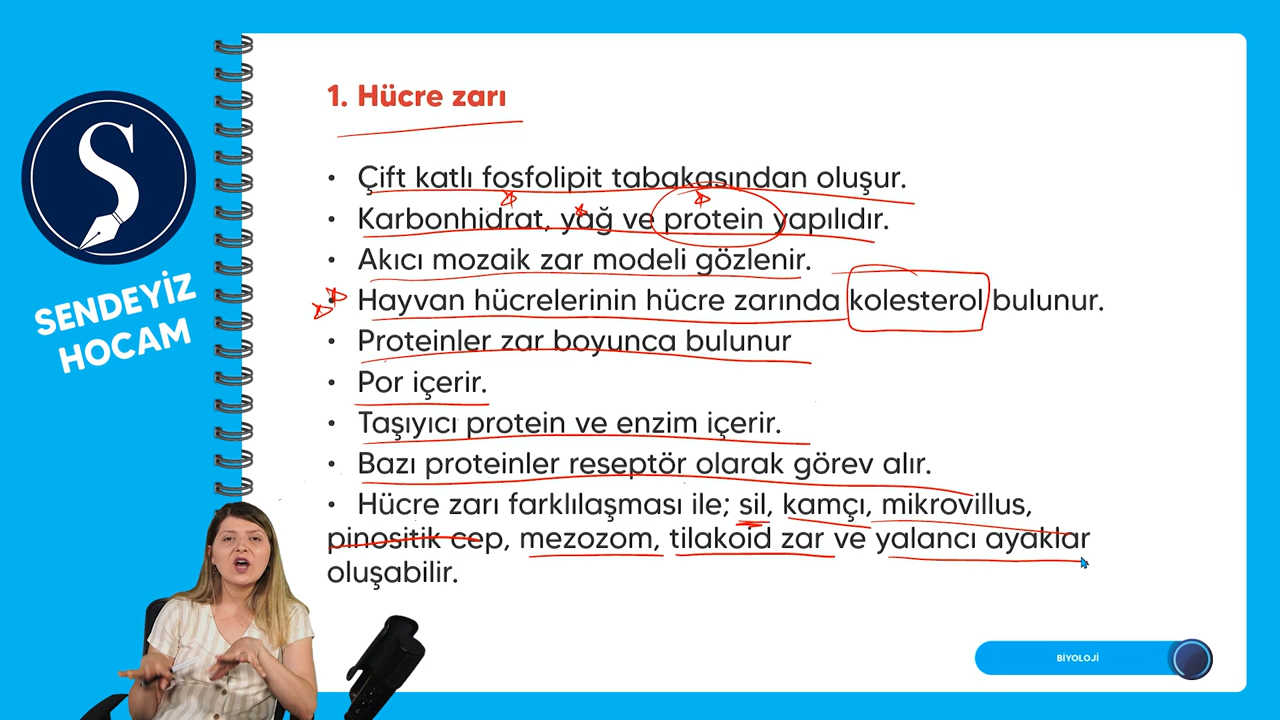 S
SENDEYİZ
HOCAM
1. Hücre zarı
• Çift katlı fosfolipit tabakasından oluşur.
• Karbonhidrat, yağ ve protein yapılıdır.
• Akıcı mozaik zar modeli gözlenir.
• Hayvan hücrelerinin hücre zarında kolesterol bulunur.
• Proteinler zar boyunca bulunur
• Por içerir.
• Taşıyıcı protein ve enzim içerir.
• Bazı proteinler reseptör olarak görev alır.
• Hücre zarı farklılaşması ile; sil, kamçı, mikrovillus,
pinositik cep, mezozom, tilakoid zar ve yalancı ayaklar
oluşabilir.
BİYOLOJİ